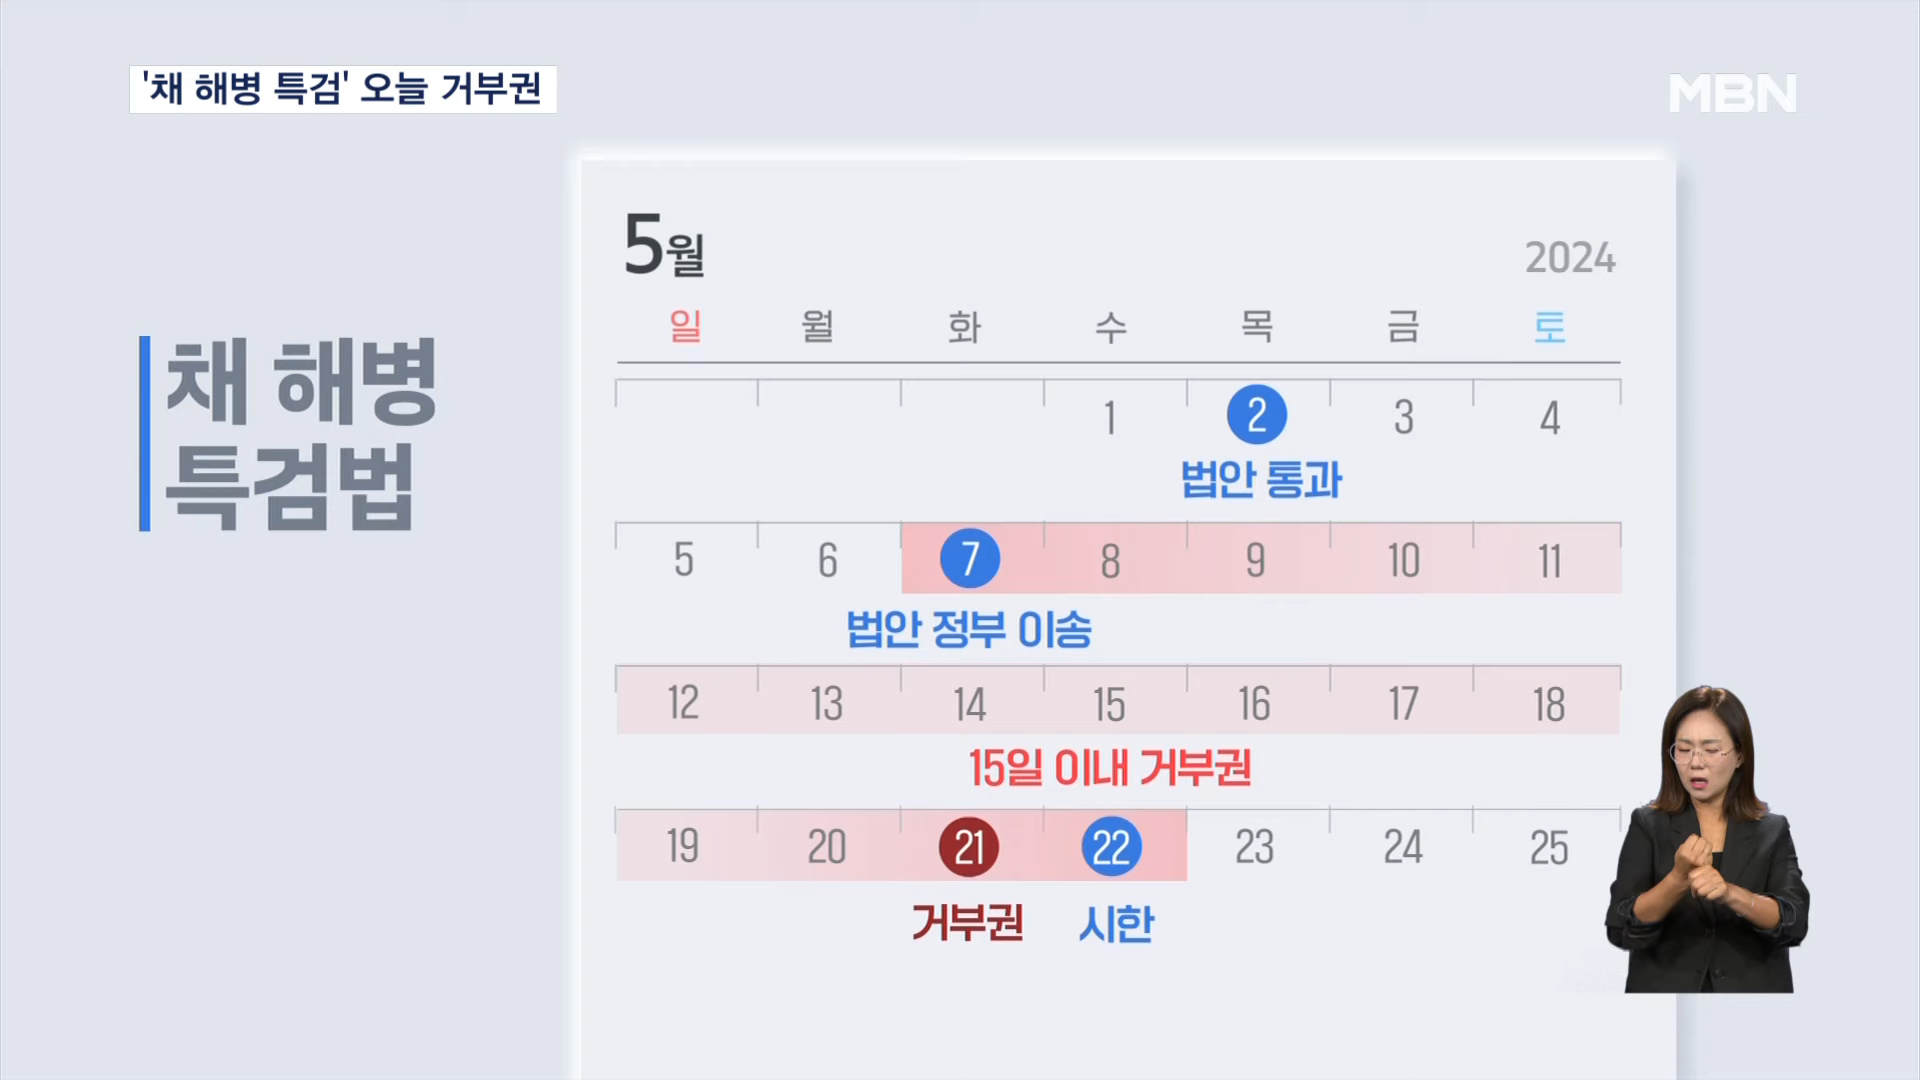 '채 해병 특검' 오늘 거부권
MBN
채 해병
특검법
5월
2024
일 월 화 수 목 금 토
1 2 3 4
법안 통과
5 6 7 8 9 10 11
법안 정부 이송
12 13 14 15 16 17 18
15일 이내 거부권
19 20 21 22 23 24 25
거부권 시한